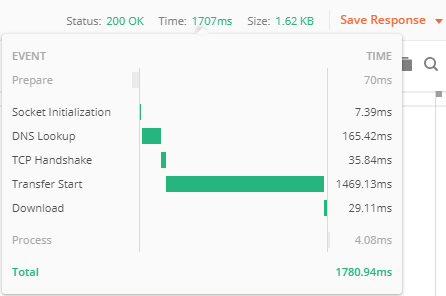 Status: 200 OK Time: 1707ms Size: 1.62 KB Save Response
EVENT TIME
Prepare 70ms
Socket Initialization 7.39ms
DNS Lookup 165.42ms
TCP Handshake 35.84ms
Transfer Start 1469.13ms
Download 29.11ms
Process 4.08ms
Total 1780.94ms